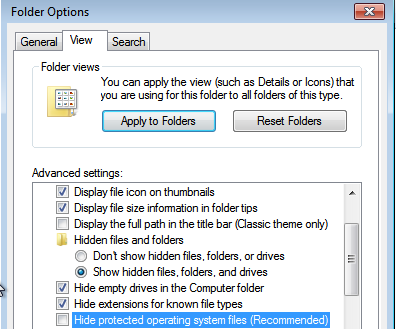 Folder Options
General View Search
Folder views
You can apply the view (such as Details or Icons) that
you are using for this folder to all folders of this type.
Apply to Folders Reset Folders
Advanced settings:
Display file icon on thumbnails
Display file size information in folder tips
Display the full path in the title bar (Classic theme only)
Hidden files and folders
Don't show hidden files, folders, or drives
Show hidden files, folders, and drives
Hide empty drives in the Computer folder
Hide extensions for known file types
Hide protected operating system files (Recommended)